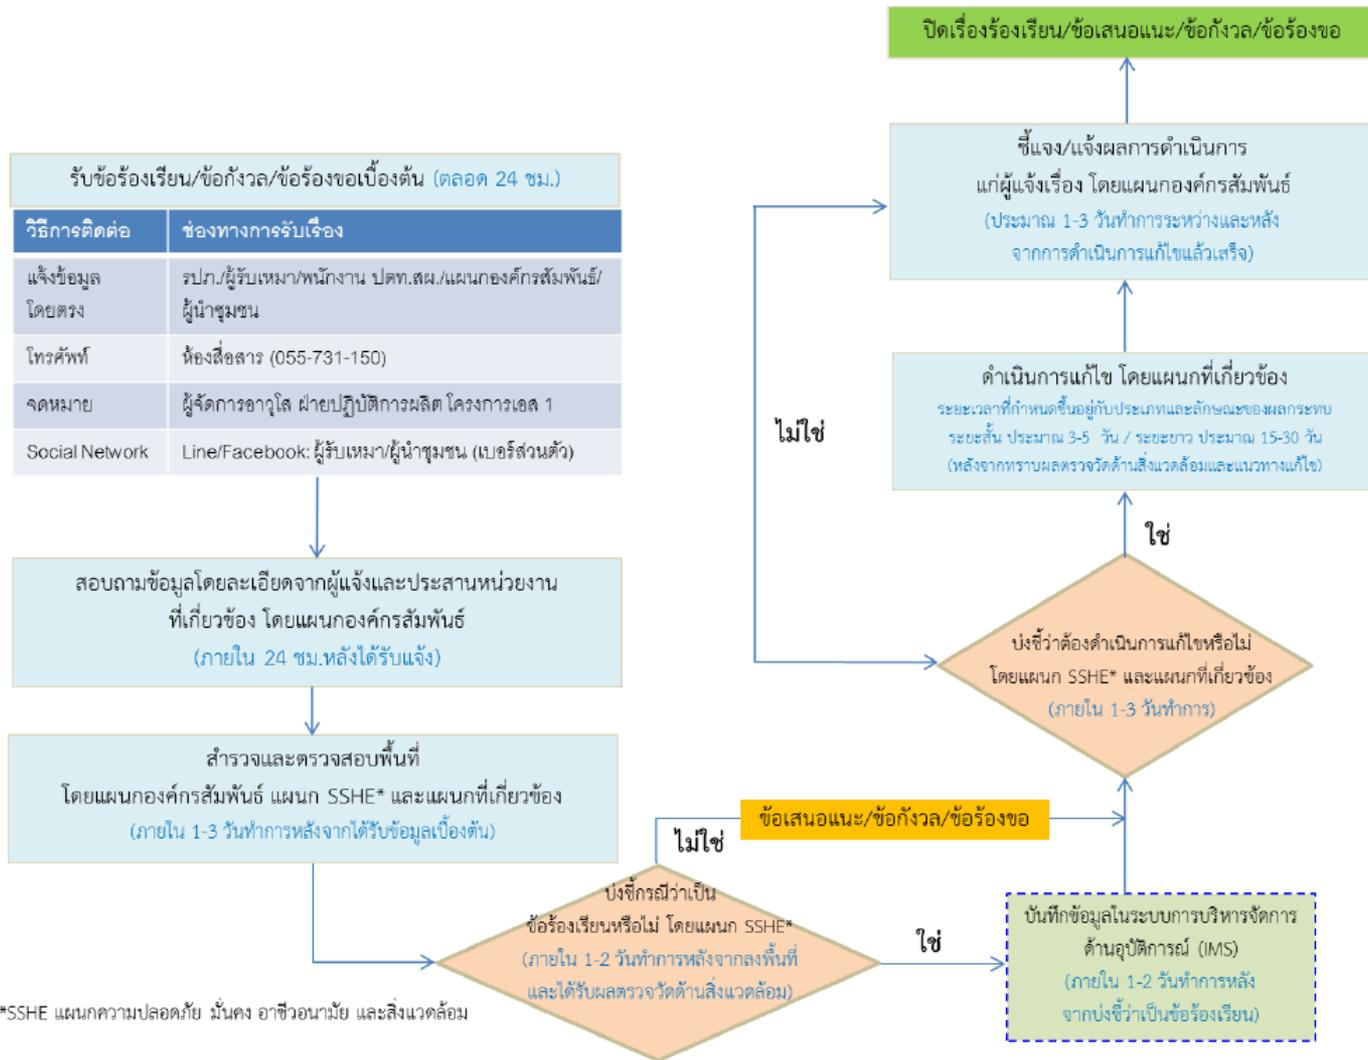 รับข้อร้องเรียน/ข้อกังวล/ข้อร้องขอเบื้องต้น (ตลอด 24 ชม.)
วิธีการติดต่อ ช่องทางการรับเรื่อง
แจ้งข้อมูล
โดยตรง
รปภ./ผู้รับเหมา/พนักงาน ปตท.สผ./แผนกองค์กรสัมพันธ์/
ผู้นำชุมชน
โทรศัพท์ ห้องสื่อสาร (055-731-150)
จดหมาย ผู้จัดการอาวุโส ฝ่ายปฏิบัติการผลิต โครงการเอส 1
Social Network Line/Facebook: ผู้รับเหมา/ผู้นำชุมชน (เบอร์ส่วนตัว)
สอบถามข้อมูลโดยละเอียดจากผู้แจ้งและประสานหน่วยงาน
ที่เกี่ยวข้อง โดยแผนกองค์กรสัมพันธ์
(ภายใน 24 ชม.หลังได้รับแจ้ง)
สำรวจและตรวจสอบพื้นที่
โดยแผนกองค์กรสัมพันธ์ แผนก SSHE* และแผนกที่เกี่ยวข้อง
(ภายใน 1-3 วันทำการหลังจากได้รับข้อมูลเบื้องต้น)
บ่งชี้กรณีว่าเป็น
ข้อร้องเรียนหรือไม่ โดยแผนก SSHE*
(ภายใน 1-2 วันทำการหลังจากลงพื้นที่
และได้รับผลตรวจวัดด้านสิ่งแวดล้อม)
ไม่ใช่
ข้อเสนอแนะ/ข้อกังวล/ข้อร้องขอ
ใช่
บันทึกข้อมูลในระบบการบริหารจัดการ
ด้านอุบัติการณ์ (IMS)
(ภายใน 1-2 วันทำการหลัง
จากบ่งชี้ว่าเป็นข้อร้องเรียน)
บ่งชี้ว่าต้องดำเนินการแก้ไขหรือไม่
โดยแผนก SSHE* และแผนกที่เกี่ยวข้อง
(ภายใน 1-3 วันทำการ)
ไม่ใช่
ใช่
ดำเนินการแก้ไข โดยแผนกที่เกี่ยวข้อง
ระยะเวลาที่กำหนดขึ้นอยู่กับประเภทและลักษณะของผลกระทบ
ระยะสั้น ประมาณ 3-5 วัน / ระยะยาว ประมาณ 15-30 วัน
(หลังจากทราบผลตรวจวัดด้านสิ่งแวดล้อมและแนวทางแก้ไข)
ชี้แจง/แจ้งผลการดำเนินการ
แก่ผู้แจ้งเรื่อง โดยแผนกองค์กรสัมพันธ์
(ประมาณ 1-3 วันทำการระหว่างและหลัง
จากการดำเนินการแก้ไขแล้วเสร็จ)
ปิดเรื่องร้องเรียน/ข้อเสนอแนะ/ข้อกังวล/ข้อร้องขอ
*SSHE แผนกความปลอดภัย มั่นคง อาชีวอนามัย และสิ่งแวดล้อม